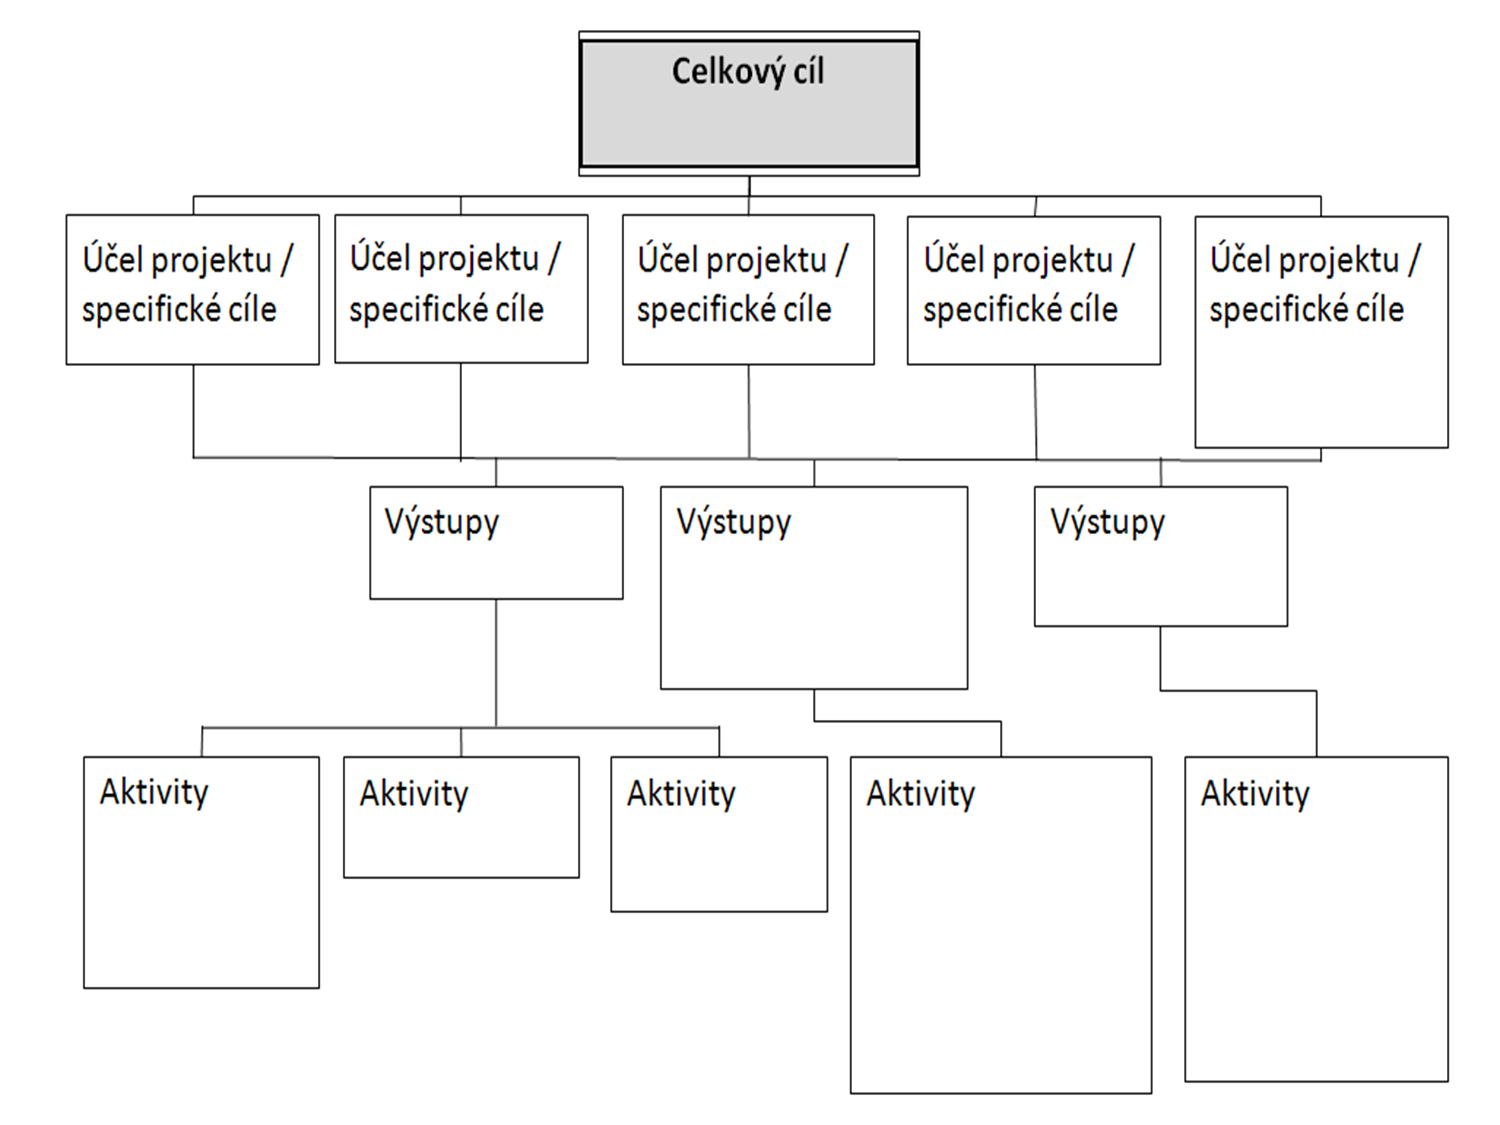 Celkový cíl
Účel projektu /
specifické cíle
Účel projektu /
specifické cíle
Účel projektu /
specifické cíle
Účel projektu /
specifické cíle
Účel projektu /
specifické cíle
Výstupy
Výstupy
Výstupy
Aktivity
Aktivity
Aktivity
Aktivity
Aktivity